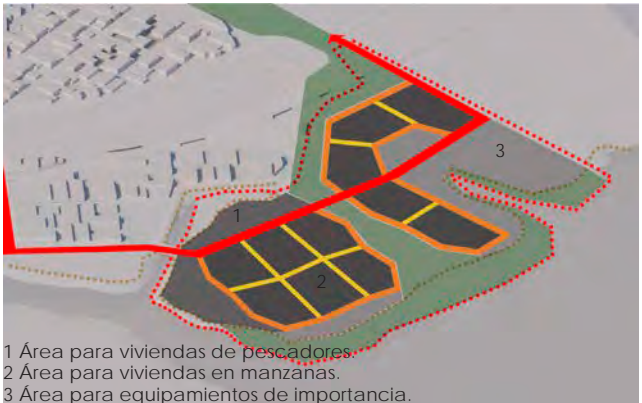 3
1
2
1 Área para viviendas de pescadores.
2 Área para viviendas en manzanas.
3 Área para equipamientos de importancia.